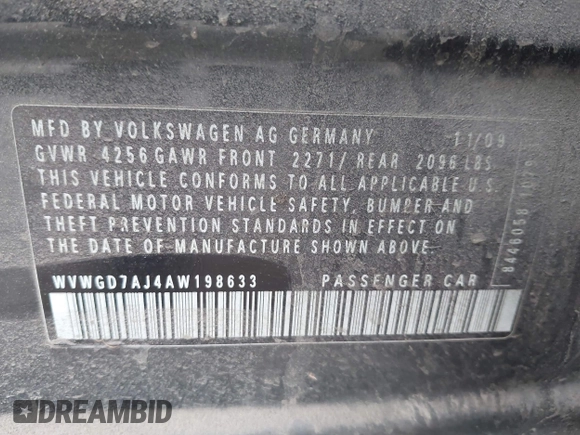 MFD BY VOLKSWAGEN AG GERMANY 11/09
GVWR 4256 GAWR FRONT 2271/ REAR 2096 LBS
THIS VEHICLE CONFORMS TO ALL APPLICABLE U.S.
FEDERAL MOTOR VEHICLE SAFETY, BUMPER AND
THEFT PREVENTION STANDARDS IN EFFECT ON
THE DATE OF MANUFACTURE SHOWN ABOVE.
WVWGD7AJ4AW198633 PASSENGER CAR
DREAMBID